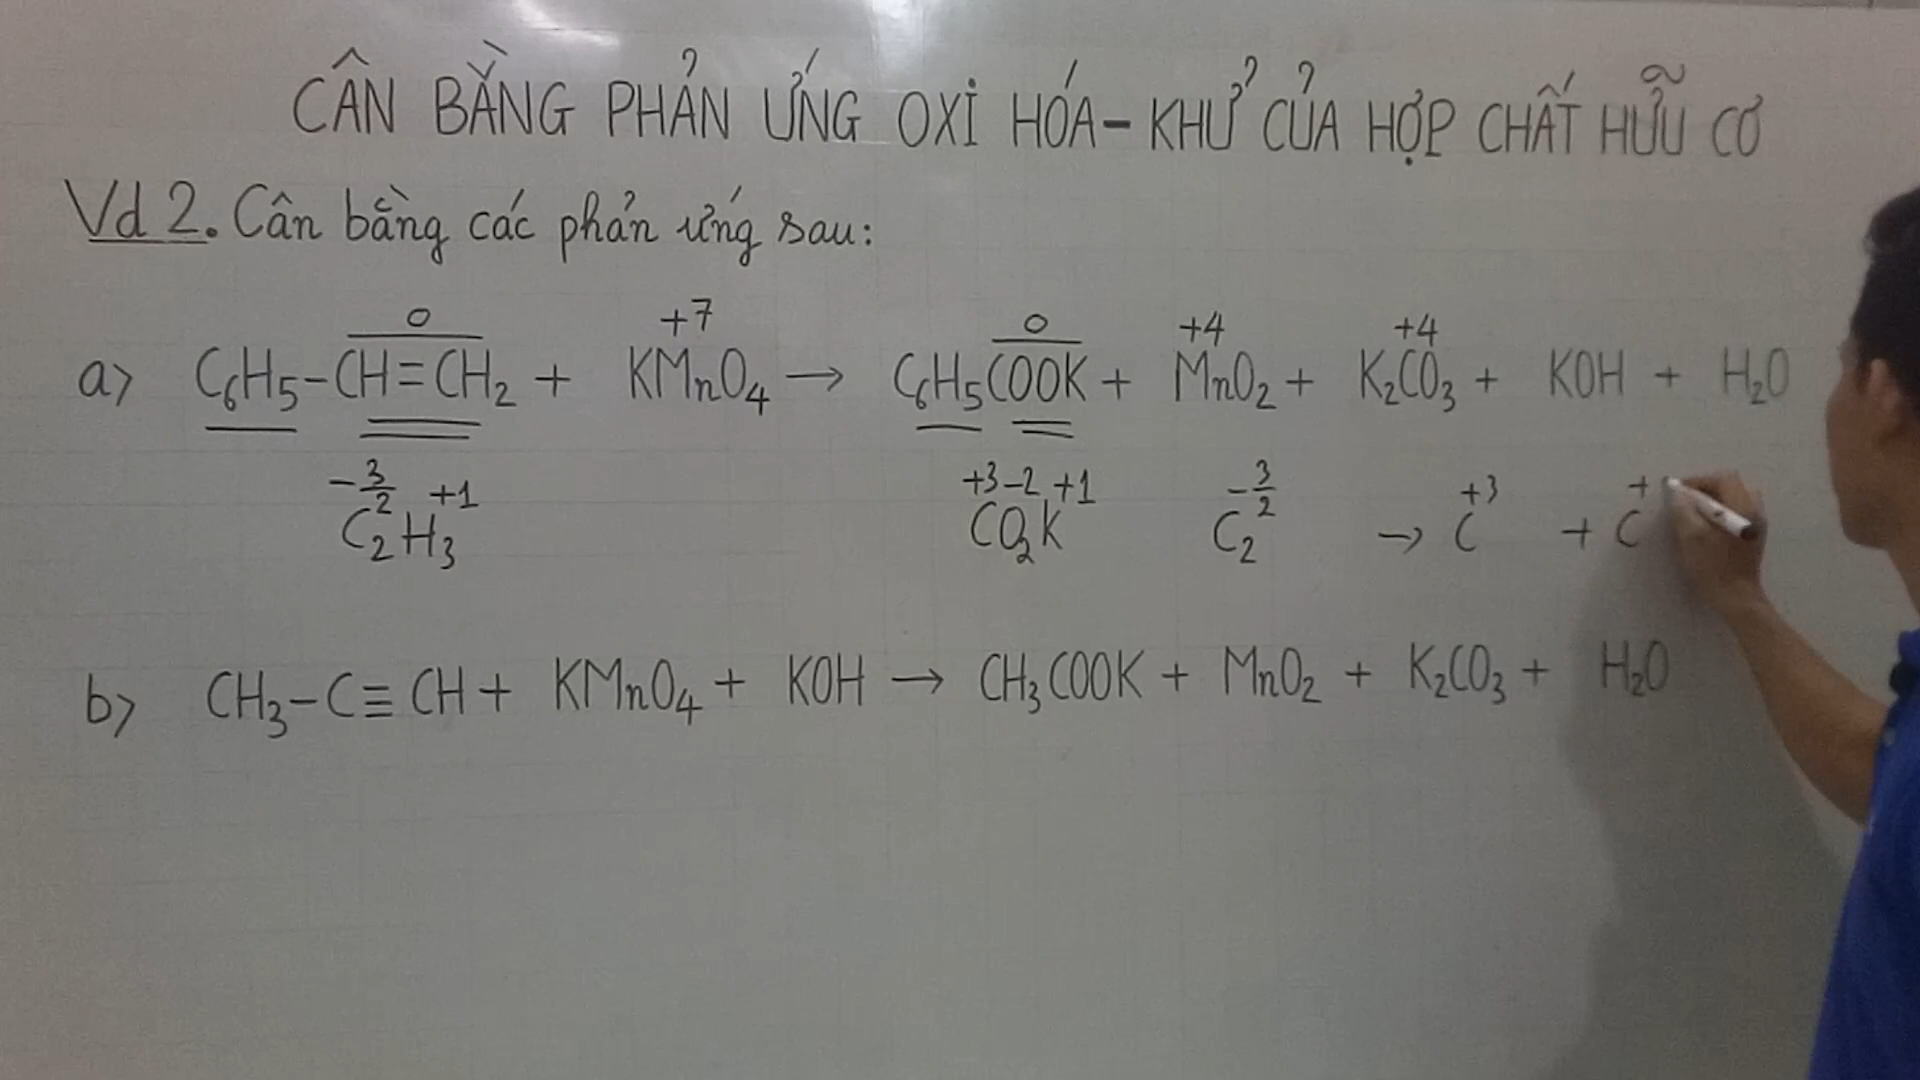 CÂN BẰNG PHẢN ỨNG OXI HÓA - KHỬ CỦA HỢP CHẤT HỮU CƠ
Vd 2. Cân bằng các phản ứng sau:
0 +7 0 +4 +4
a) C6H5-CH=CH2 + KMnO4 → C6H5COOK + MnO2 + K2CO3 + KOH + H2O
-3/2 +1 +3 -2 +1 -3/2 +3 +
C2H3 CO2K C2 → C + C
b) CH3-C≡CH + KMnO4 + KOH → CH3COOK + MnO2 + K2CO3 + H2O